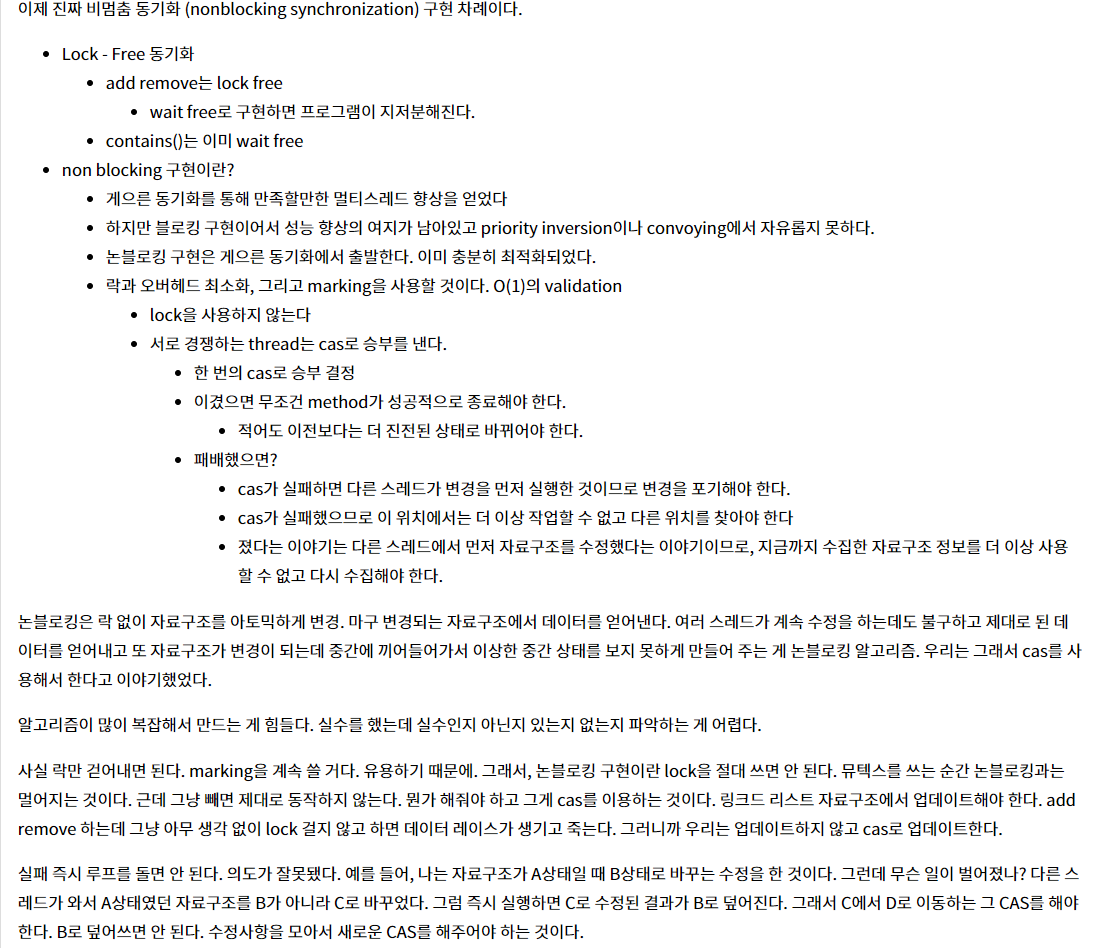 이제 진짜 비멈춤 동기화 (nonblocking synchronization) 구현 차례이다.
Lock - Free 동기화
add remove는 lock free
wait free로 구현하면 프로그램이 지저분해진다.
contains()는 이미 wait free
non blocking 구현이란?
게으른 동기화를 통해 만족할만한 멀티스레드 향상을 얻었다
하지만 블로킹 구현이어서 성능 향상의 여지가 남아있고 priority inversion이나 convoying에서 자유롭지 못하다.
논블로킹 구현은 게으른 동기화에서 출발한다. 이미 충분히 최적화되었다.
락과 오버헤드 최소화, 그리고 marking을 사용할 것이다. O(1)의 validation
lock을 사용하지 않는다
서로 경쟁하는 thread는 cas로 승부를 낸다.
한 번의 cas로 승부 결정
이겼으면 무조건 method가 성공적으로 종료해야 한다.
적어도 이전보다는 더 진전된 상태로 바뀌어야 한다.
패배했으면?
cas가 실패하면 다른 스레드가 변경을 먼저 실행한 것이므로 변경을 포기해야 한다.
cas가 실패했으므로 이 위치에서는 더 이상 작업할 수 없고 다른 위치를 찾아야 한다
졌다는 이야기는 다른 스레드에서 먼저 자료구조를 수정했다는 이야기이므로, 지금까지 수집한 자료구조 정보를 더 이상 사용
할 수 없고 다시 수집해야 한다.
논블로킹은 락 없이 자료구조를 아토믹하게 변경. 마구 변경되는 자료구조에서 데이터를 얻어낸다. 여러 스레드가 계속 수정을 하는데도 불구하고 제대로 된 데
이터를 얻어내고 또 자료구조가 변경이 되는데 중간에 끼어들어가서 이상한 중간 상태를 보지 못하게 만들어 주는 게 논블로킹 알고리즘. 우리는 그래서 cas를 사
용해서 한다고 이야기했었다.
알고리즘이 많이 복잡해서 만드는 게 힘들다. 실수를 했는데 실수인지 아닌지 있는지 없는지 파악하는 게 어렵다.
사실 락만 걷어내면 된다. marking을 계속 쓸 거다. 유용하기 때문에. 그래서, 논블로킹 구현이란 lock을 절대 쓰면 안 된다. 뮤텍스를 쓰는 순간 논블로킹과는
멀어지는 것이다. 근데 그냥 빼면 제대로 동작하지 않는다. 뭔가 해줘야 하고 그게 cas를 이용하는 것이다. 링크드 리스트 자료구조에서 업데이트해야 한다. add
remove 하는데 그냥 아무 생각 없이 lock 걸지 않고 하면 데이터 레이스가 생기고 죽는다. 그러니까 우리는 업데이트하지 않고 cas로 업데이트한다.
실패 즉시 루프를 돌면 안 된다. 의도가 잘못됐다. 예를 들어, 나는 자료구조가 A상태일 때 B상태로 바꾸는 수정을 한 것이다. 그런데 무슨 일이 벌어졌나? 다른 스
레드가 와서 A상태였던 자료구조를 B가 아니라 C로 바꾸었다. 그럼 즉시 실행하면 C로 수정된 결과가 B로 덮어진다. 그래서 C에서 D로 이동하는 그 CAS를 해야
한다. B로 덮어쓰면 안 된다. 수정사항을 모아서 새로운 CAS를 해주어야 하는 것이다.